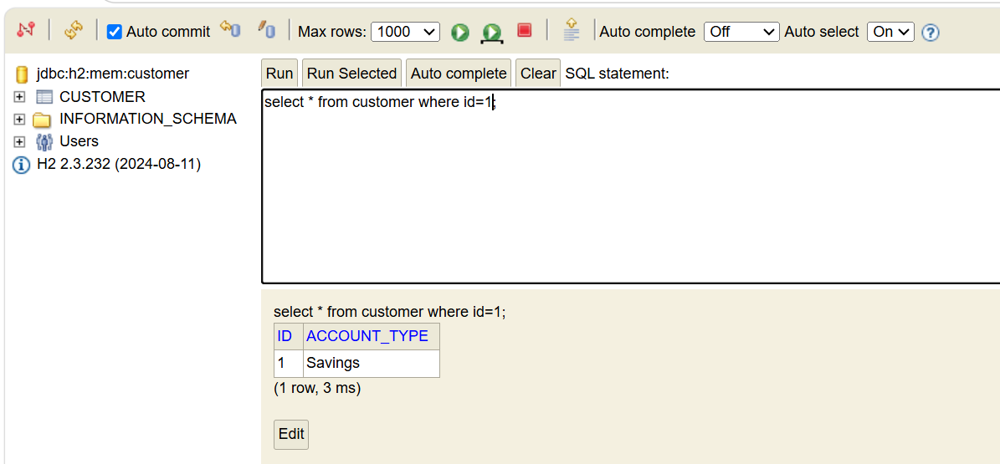 Auto commit Max rows: 1000 Auto complete Off Auto select On ?
jdbc:h2:mem:customer
CUSTOMER
INFORMATION_SCHEMA
Users
H2 2.3.232 (2024-08-11)
Run Run Selected Auto complete Clear SQL statement:
select * from customer where id=1;
select * from customer where id=1;
ID ACCOUNT_TYPE
1 Savings
(1 row, 3 ms)
Edit